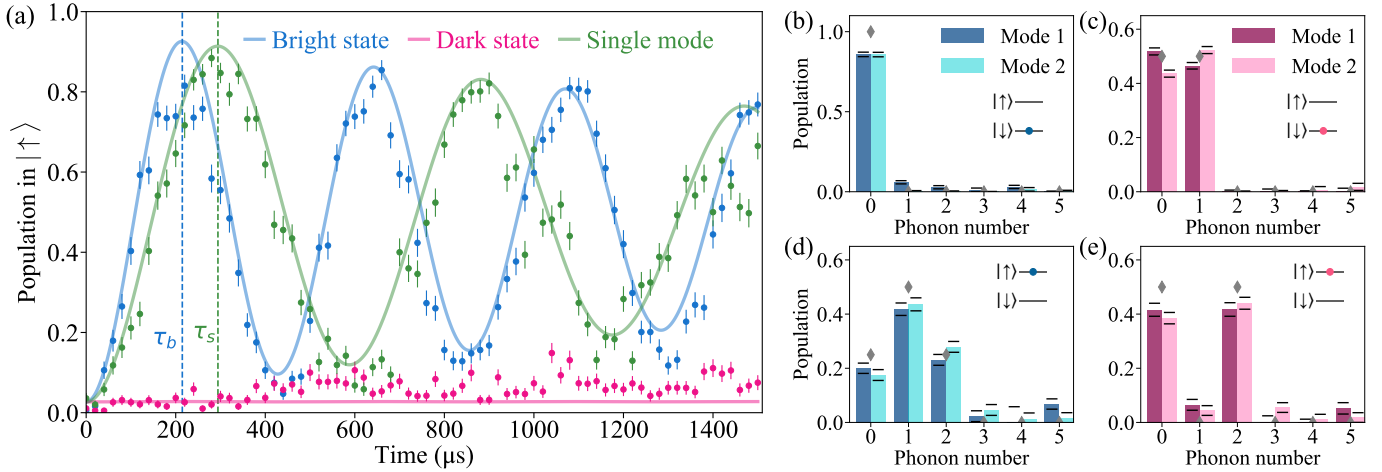 (a)
Population in |↑⟩
1.0
0.8
0.6
0.4
0.2
0.0
Bright state
Dark state
Single mode
τb
τs
0
200
400
600
800
1000
1200
1400
Time (μs)
(b)
Population
1.0
0.5
0.0
Mode 1
Mode 2
|↑⟩
|↓⟩
0 1 2 3 4 5
Phonon number
(c)
0.6
0.4
0.2
0.0
Mode 1
Mode 2
|↑⟩
|↓⟩
0 1 2 3 4 5
Phonon number
(d)
Population
0.6
0.4
0.2
0.0
|↑⟩
|↓⟩
0 1 2 3 4 5
Phonon number
(e)
0.6
0.4
0.2
0.0
|↑⟩
|↓⟩
0 1 2 3 4 5
Phonon number